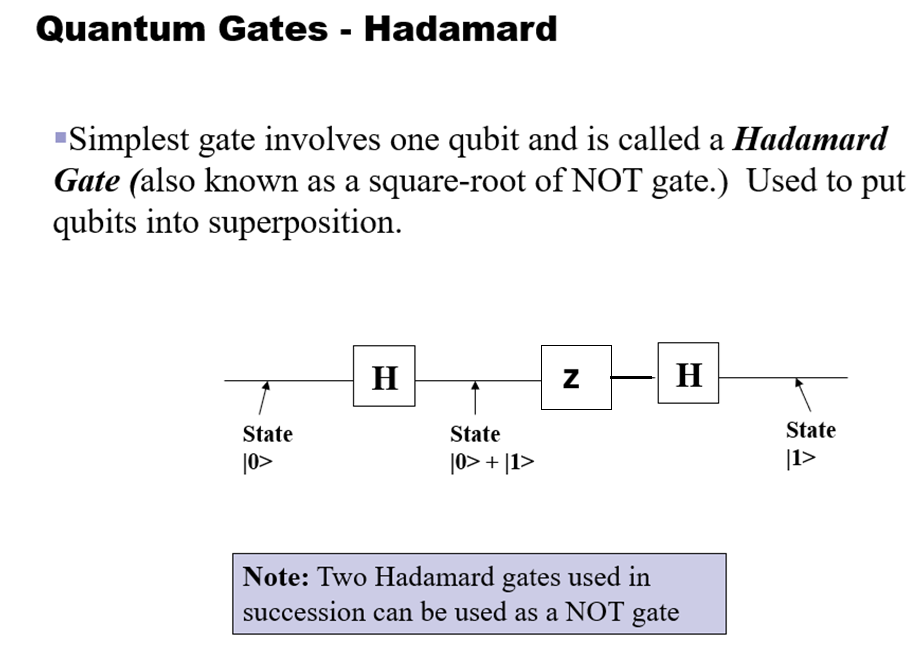 Quantum Gates - Hadamard
▪Simplest gate involves one qubit and is called a Hadamard
Gate (also known as a square-root of NOT gate.)  Used to put
qubits into superposition.
H
Z
H
State
|0>
State
|0> + |1>
State
|1>
Note: Two Hadamard gates used in
succession can be used as a NOT gate